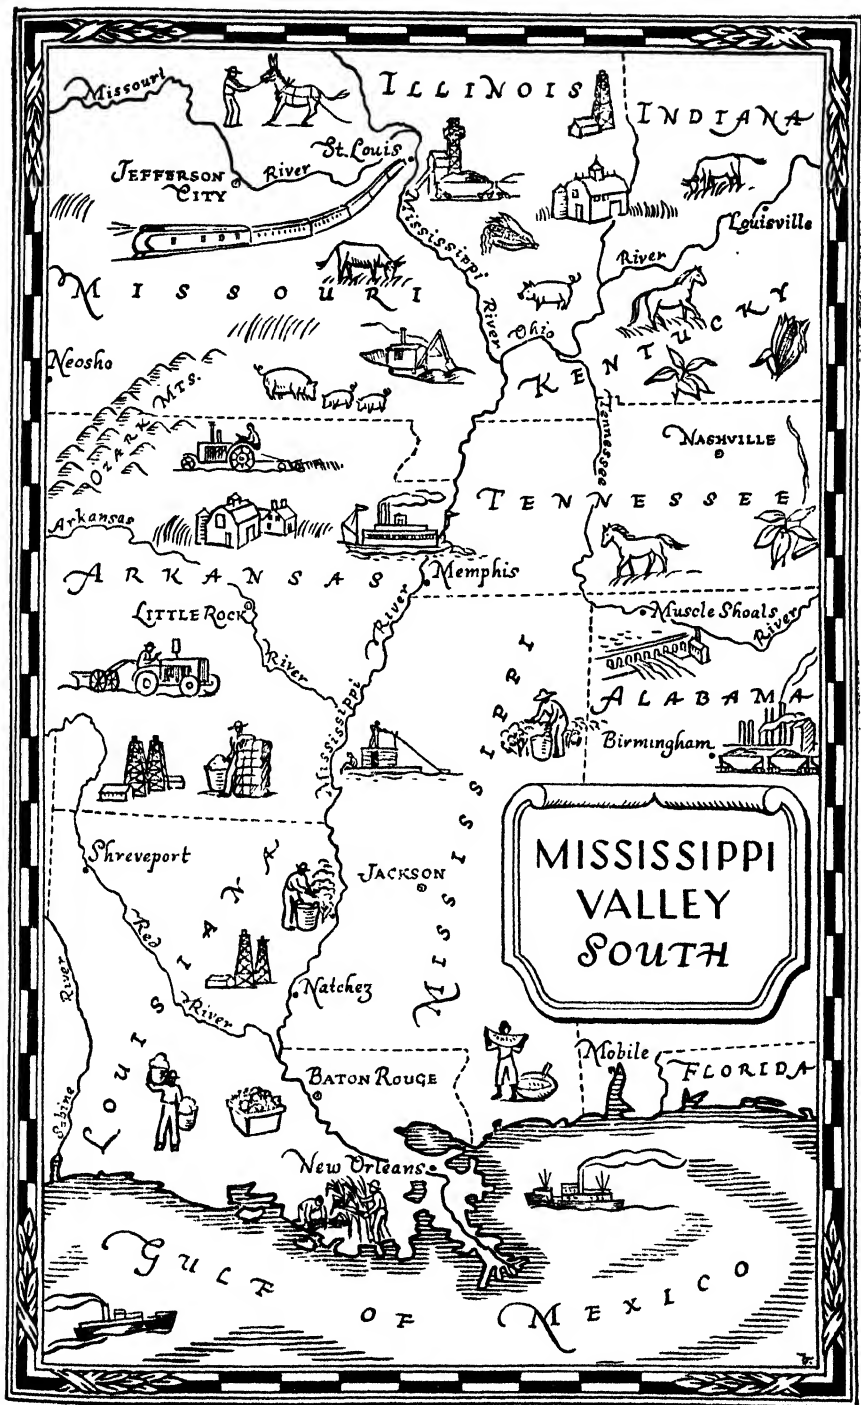 Missouri
ILLINOIS
INDIANA
St. Louis
JEFFERSON
CITY
River
Louisville
Mississippi
River
MISSOURI
River
Ohio
KENTUCKY
Neosho
OZARK MTS.
Tennessee
NASHVILLE
TENNESSEE
Arkansas
ARKANSAS
Memphis
LITTLE ROCK
River
Muscle Shoals
River
River
Mississippi
ALABAMA
Birmingham
MISSISSIPPI
Shreveport
JACKSON
MISSISSIPPI
VALLEY
SOUTH
LOUISIANA
Red
River
River
Natchez
Sabine
Mobile
FLORIDA
BATON ROUGE
New Orleans
GULF
OF
MEXICO